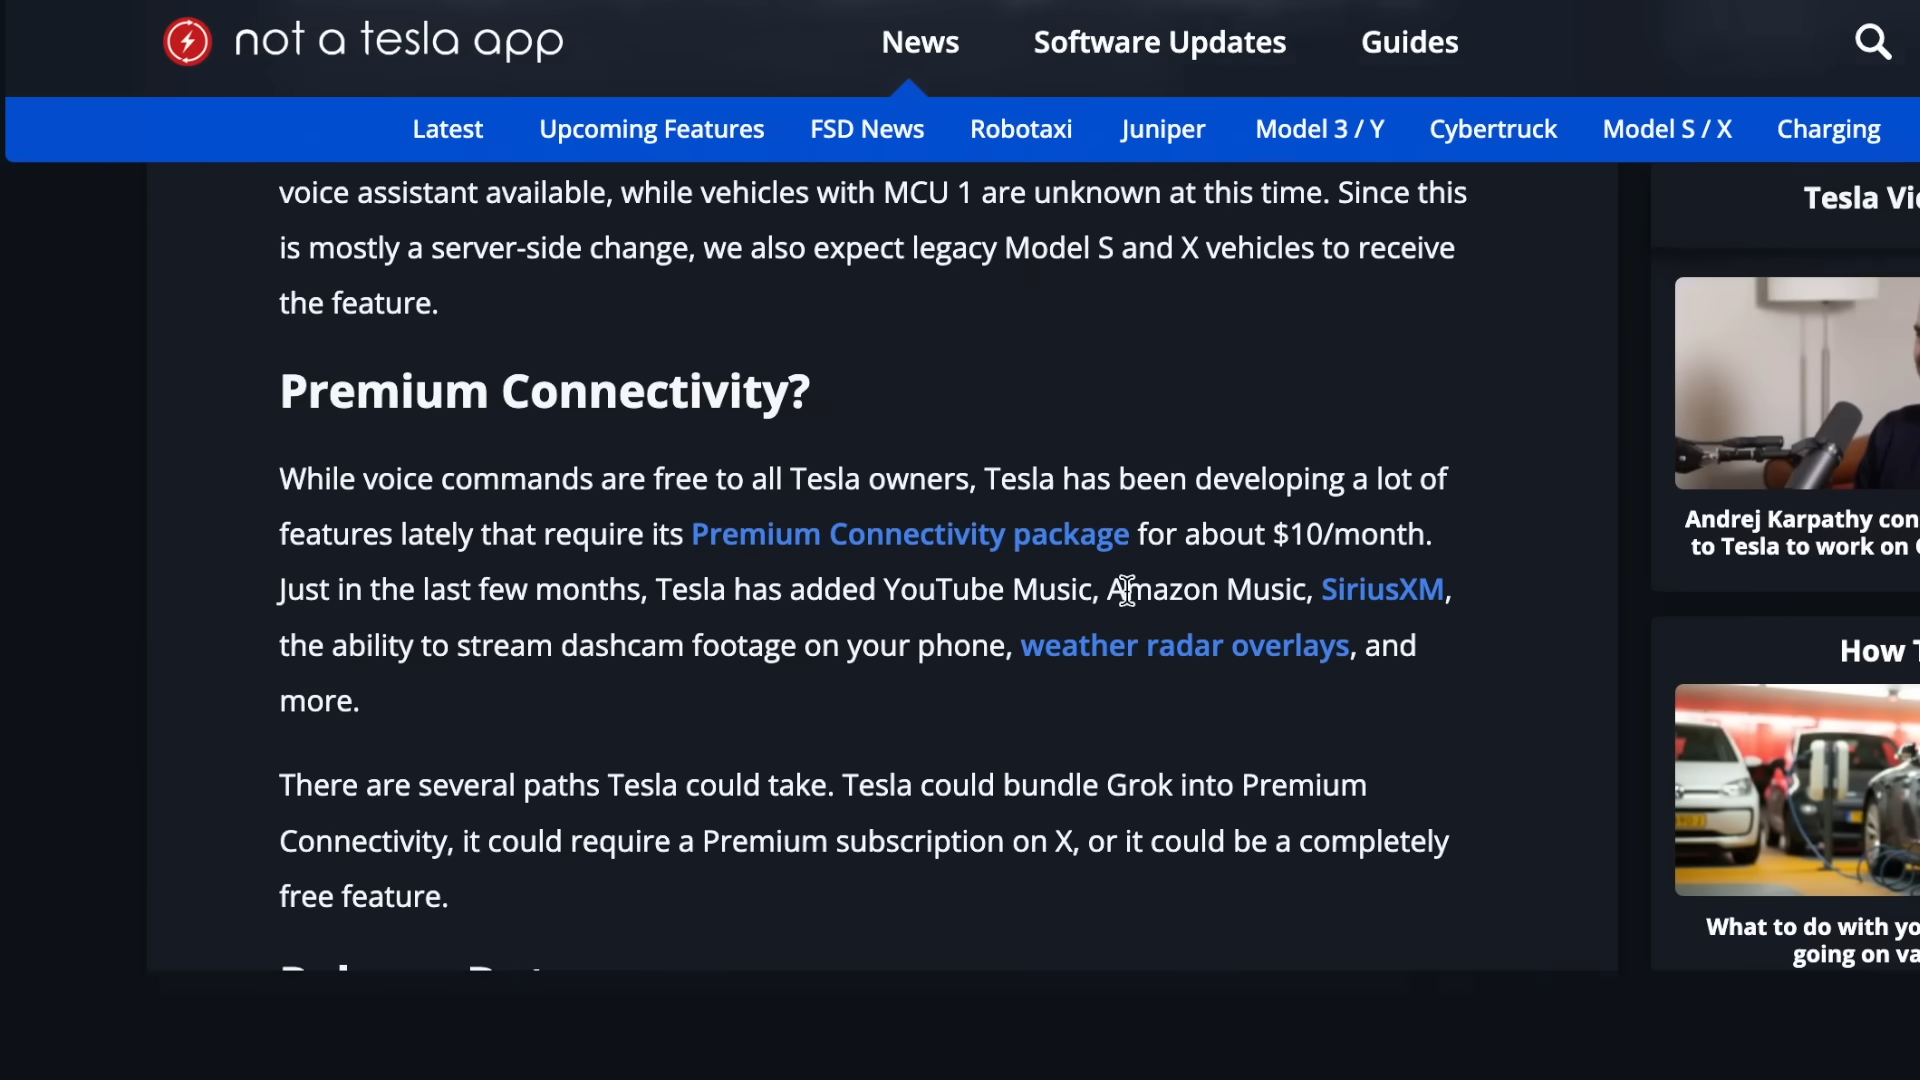 not a tesla app
News Software Updates Guides
Latest Upcoming Features FSD News Robotaxi Juniper Model 3 / Y Cybertruck Model S / X Charging
voice assistant available, while vehicles with MCU 1 are unknown at this time. Since this
is mostly a server-side change, we also expect legacy Model S and X vehicles to receive
the feature.
Premium Connectivity?
While voice commands are free to all Tesla owners, Tesla has been developing a lot of
features lately that require its Premium Connectivity package for about $10/month.
Just in the last few months, Tesla has added YouTube Music, Amazon Music, SiriusXM,
the ability to stream dashcam footage on your phone, weather radar overlays, and
more.
There are several paths Tesla could take. Tesla could bundle Grok into Premium
Connectivity, it could require a Premium subscription on X, or it could be a completely
free feature.
Tesla
Andrej Karpathy
to Tesla to work on
How
What to do with
going on